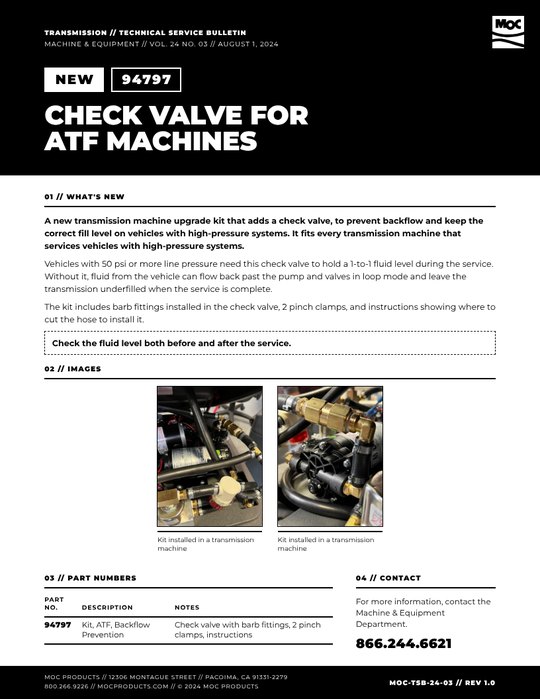 TRANSMISSION // TECHNICAL SERVICE BULLETIN
MACHINE & EQUIPMENT // VOL. 24 NO. 03 // AUGUST 1, 2024
MOC
NEW 94797
CHECK VALVE FOR
ATF MACHINES
01 // WHAT'S NEW
A new transmission machine upgrade kit that adds a check valve, to prevent backflow and keep the
correct fill level on vehicles with high-pressure systems. It fits every transmission machine that
services vehicles with high-pressure systems.
Vehicles with 50 psi or more line pressure need this check valve to hold a 1-to-1 fluid level during the service.
Without it, fluid from the vehicle can flow back past the pump and valves in loop mode and leave the
transmission underfilled when the service is complete.
The kit includes barb fittings installed in the check valve, 2 pinch clamps, and instructions showing where to
cut the hose to install it.
Check the fluid level both before and after the service.
02 // IMAGES
Kit installed in a transmission
machine
Kit installed in a transmission
machine
03 // PART NUMBERS
PART
NO. DESCRIPTION NOTES
94797 Kit, ATF, Backflow Check valve with barb fittings, 2 pinch
Prevention clamps, instructions
04 // CONTACT
For more information, contact the
Machine & Equipment
Department.
866.244.6621
MOC PRODUCTS // 12306 MONTAGUE STREET // PACOIMA, CA 91331-2279
800.266.9226 // MOCPRODUCTS.COM // © 2024 MOC PRODUCTS
MOC-TSB-24-03 // REV 1.0